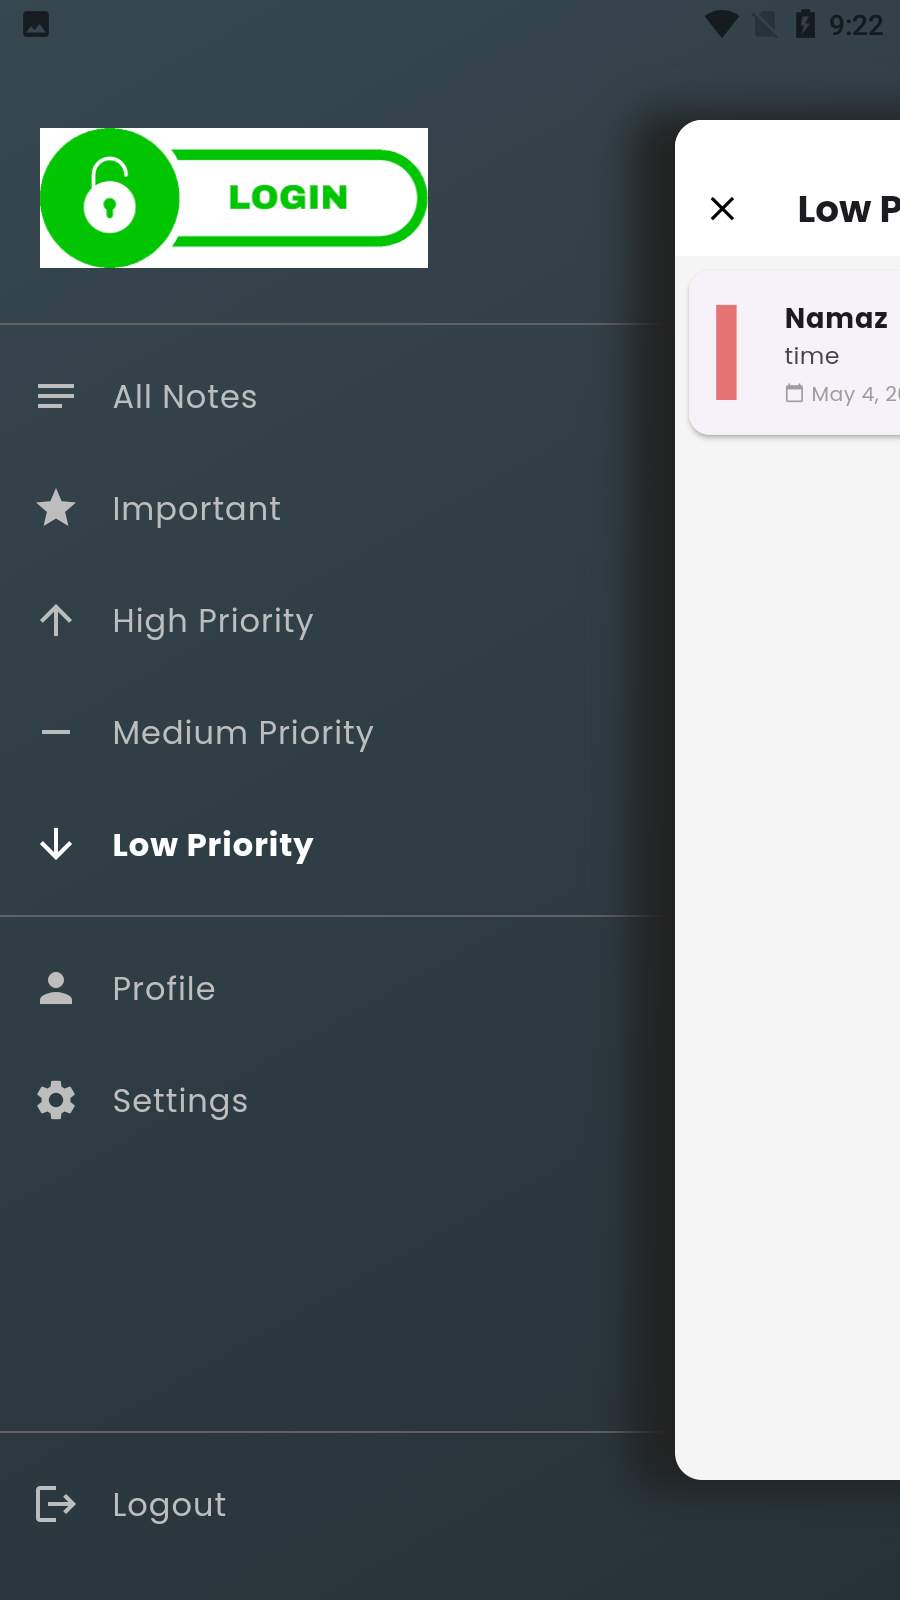 9:22
LOGIN
All Notes
Important
High Priority
Medium Priority
Low Priority
Profile
Settings
Logout
Low P
Namaz
time
May 4, 20